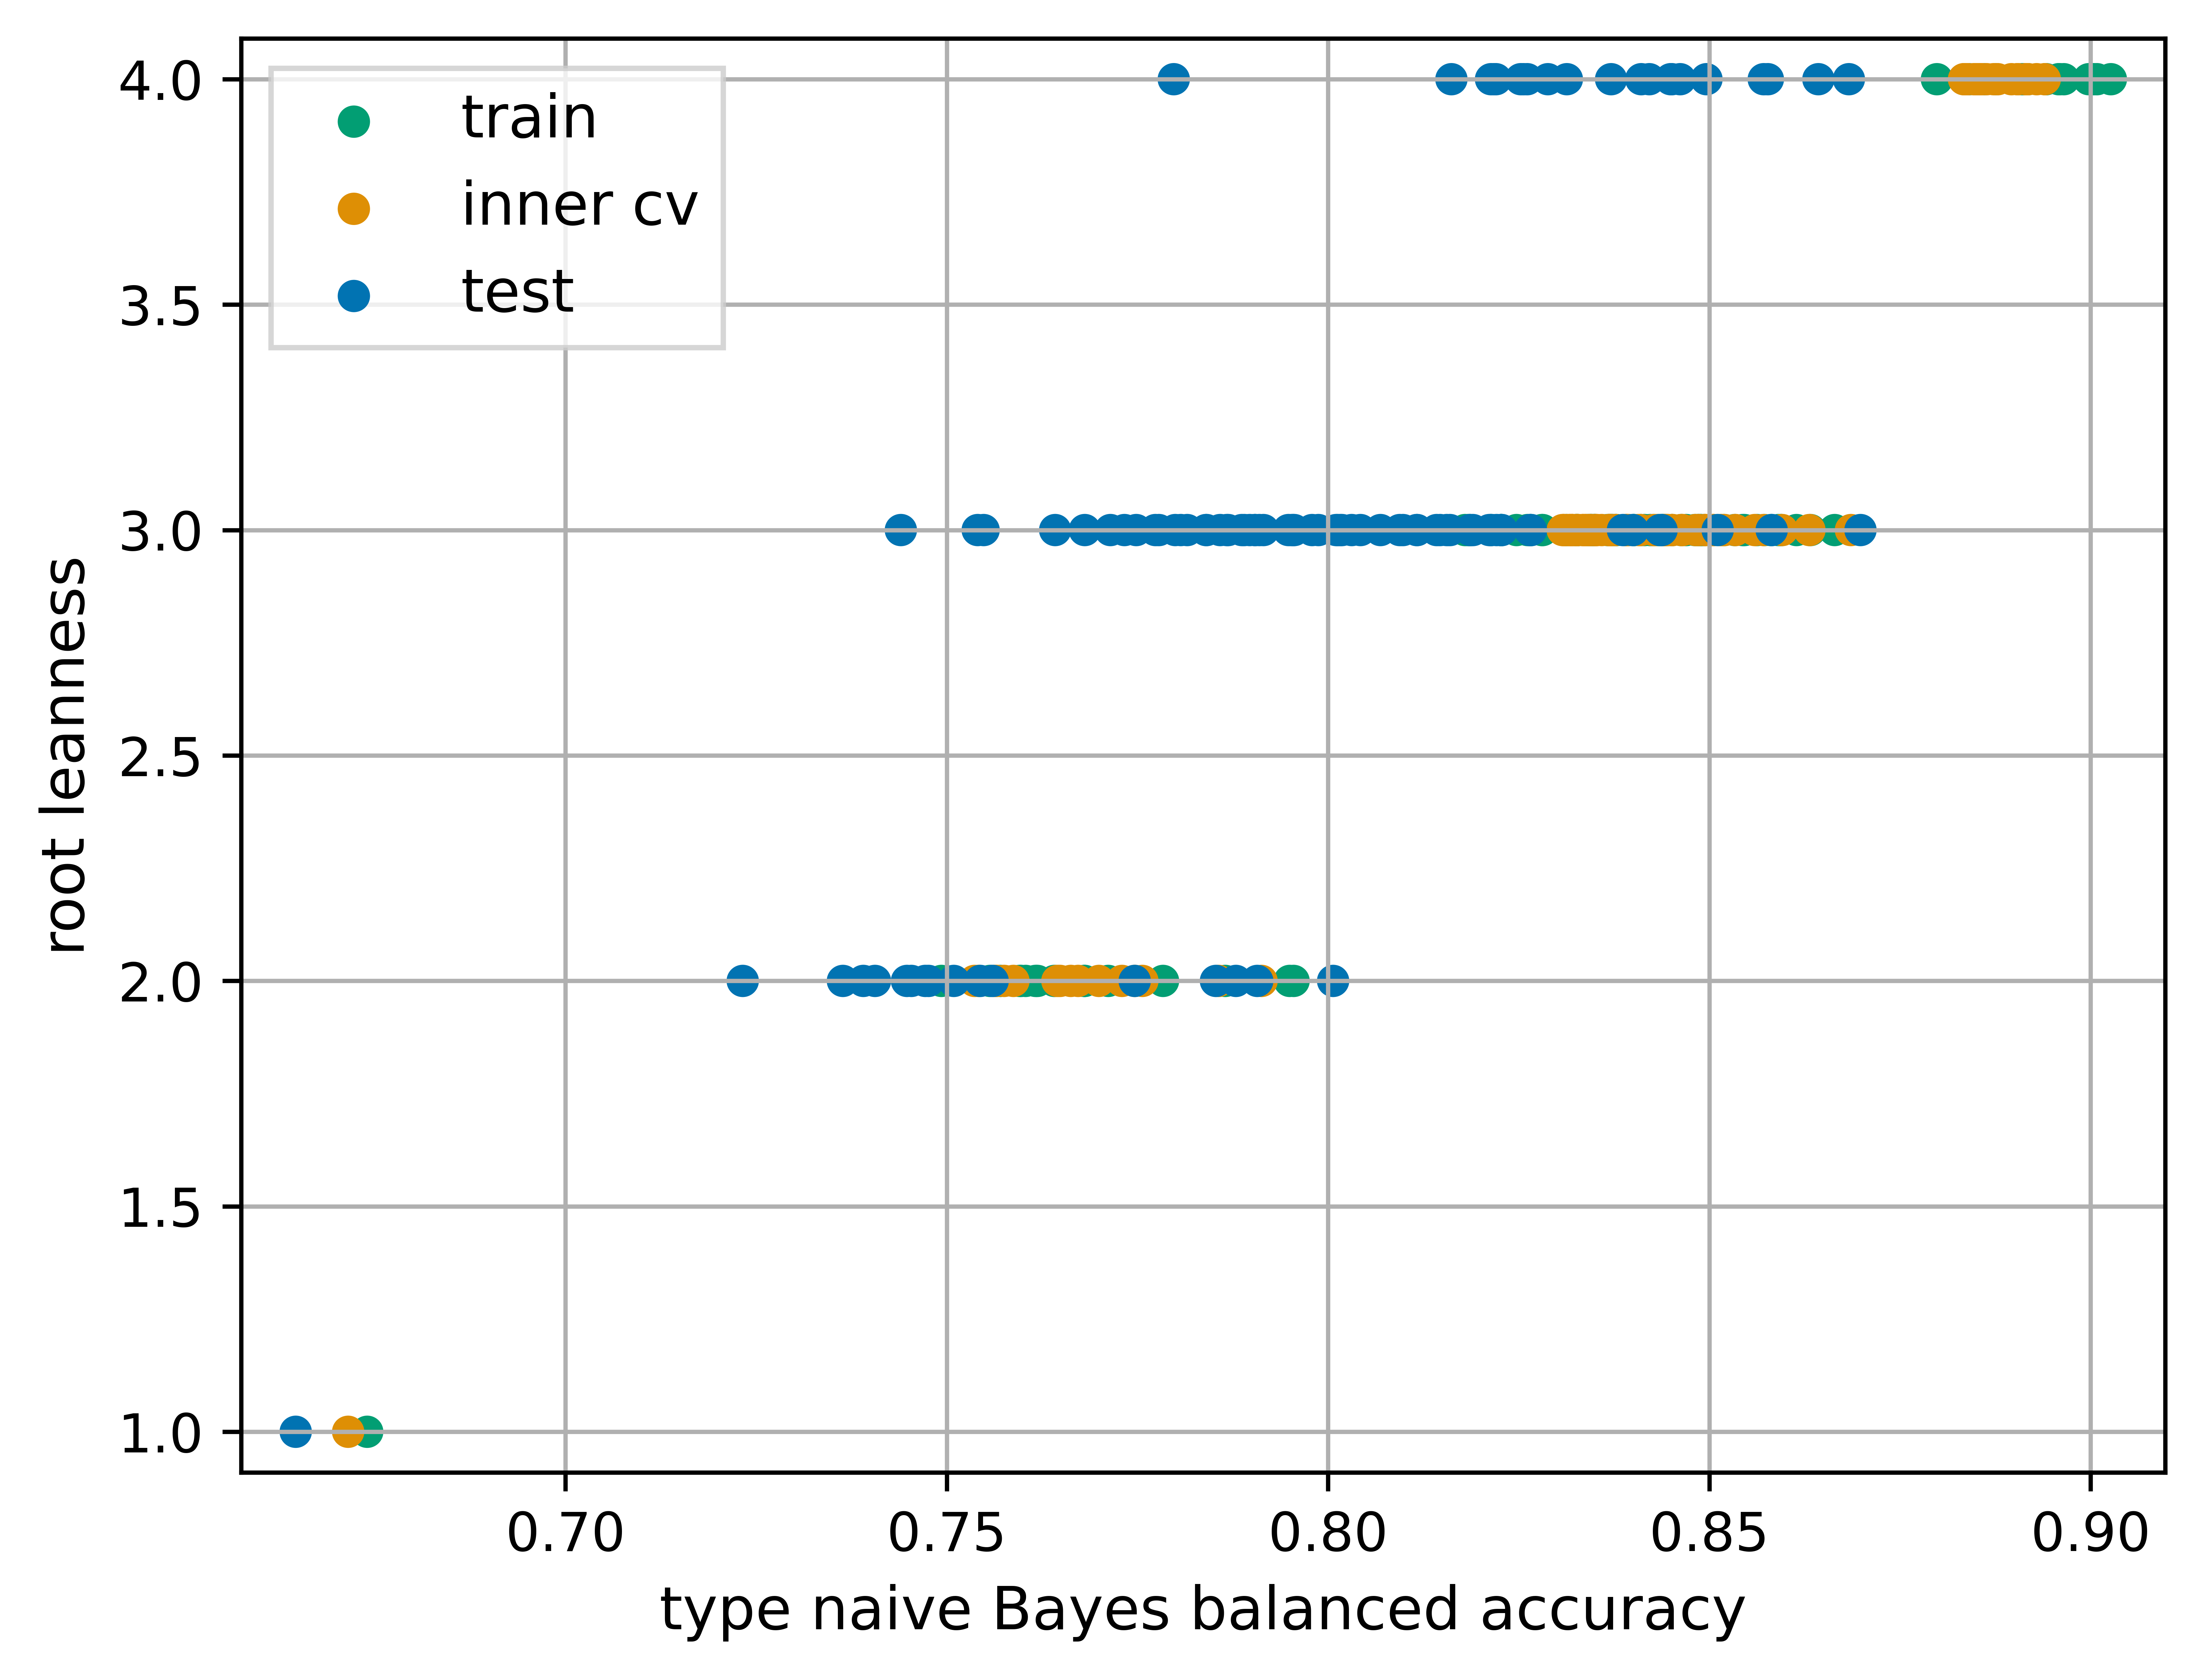 4.0
3.5
3.0
2.5
2.0
1.5
1.0
root leanness
train
inner cv
test
0.70 0.75 0.80 0.85 0.90
type naive Bayes balanced accuracy